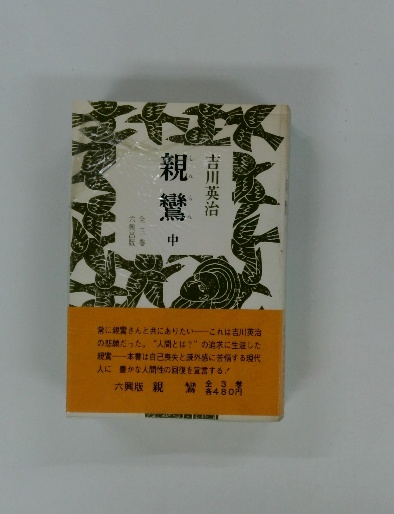 吉川英治
親鸞
しんらん
中
全三巻
六興出版
常に親鸞さんと共にありたい——これは吉川英治
の悲願だった。“人間とは?”の追求に生涯した
親鸞——本書は自己喪失と疎外感に苦悩する現代
人に 豊かな人間性の回復を宣言する!
六興版 親 鸞 全3巻
各480円